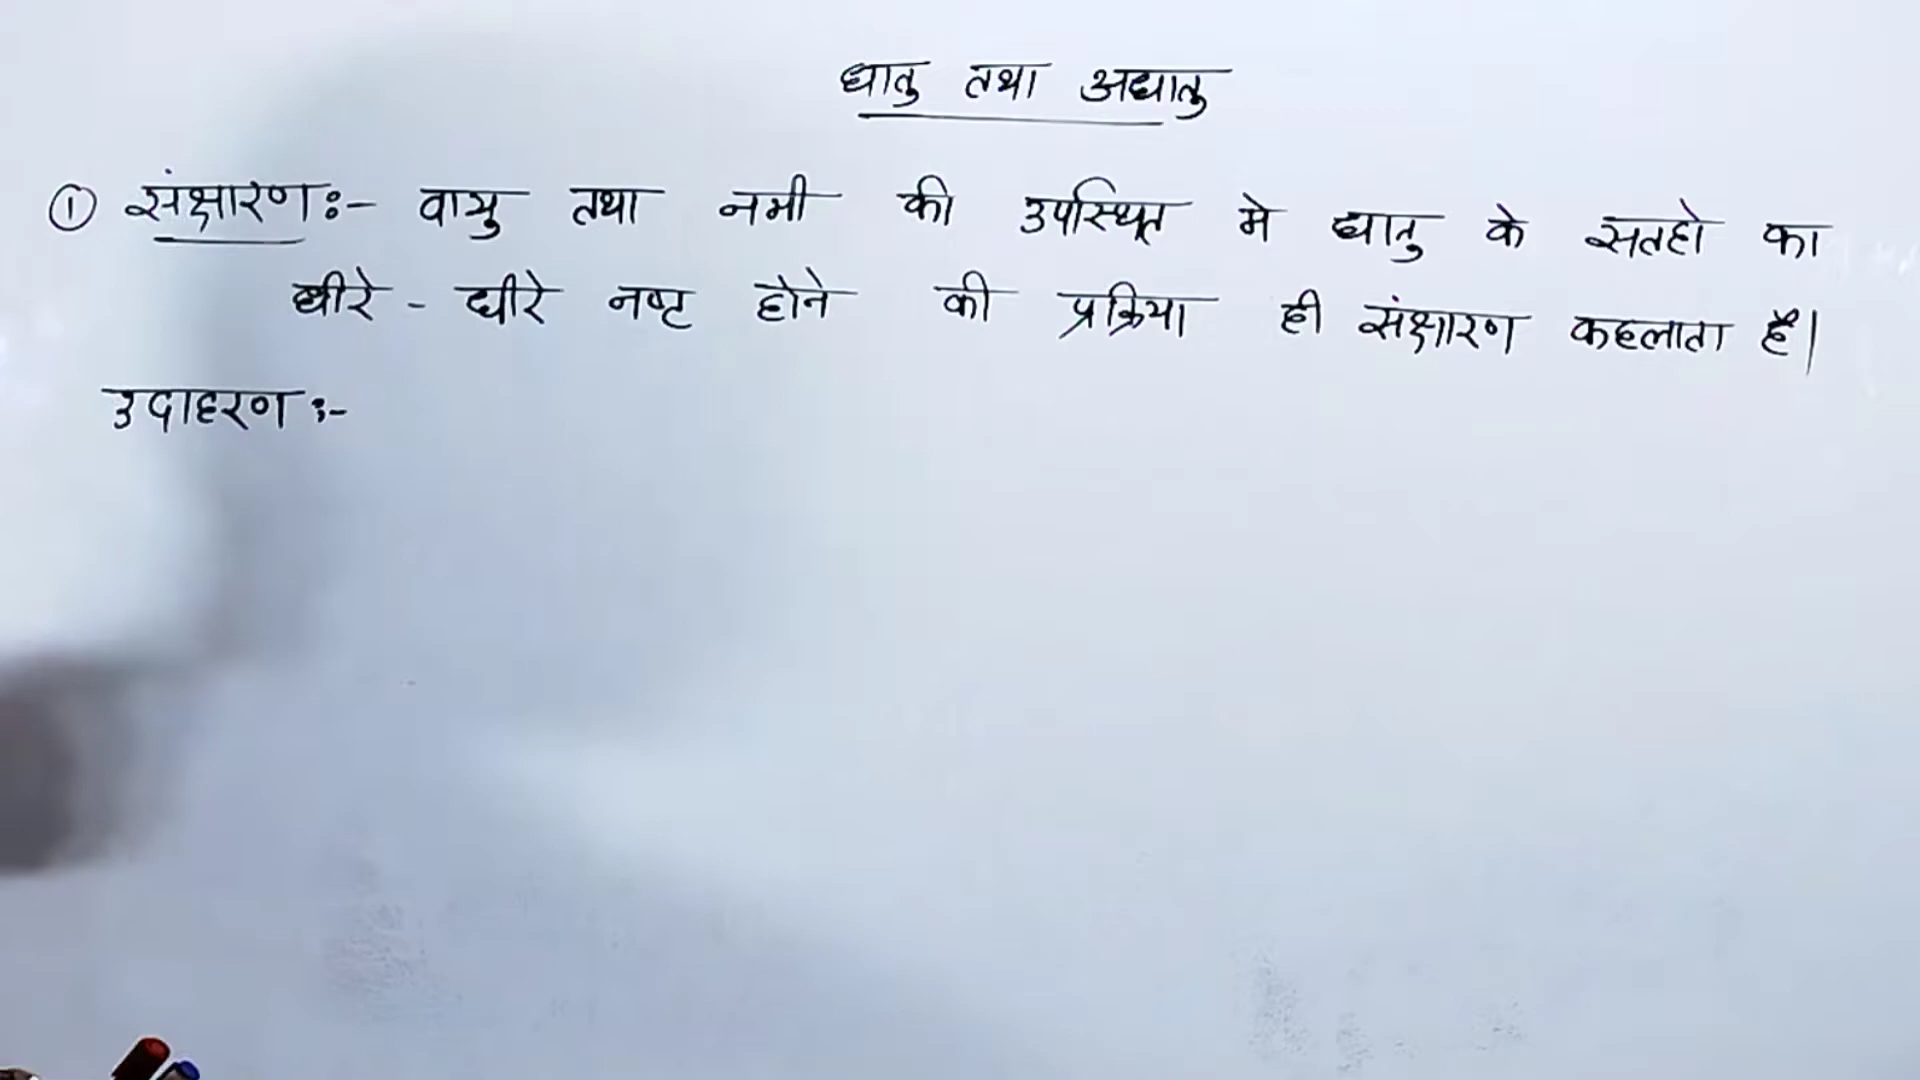 धातु तथा अधातु
① संक्षारण :- वायु तथा नमी की उपस्थित मे धातु के सतहो का
धीरे - धीरे नष्ट होने की प्रक्रिया ही संक्षारण कहलाता है।
उदाहरण :-